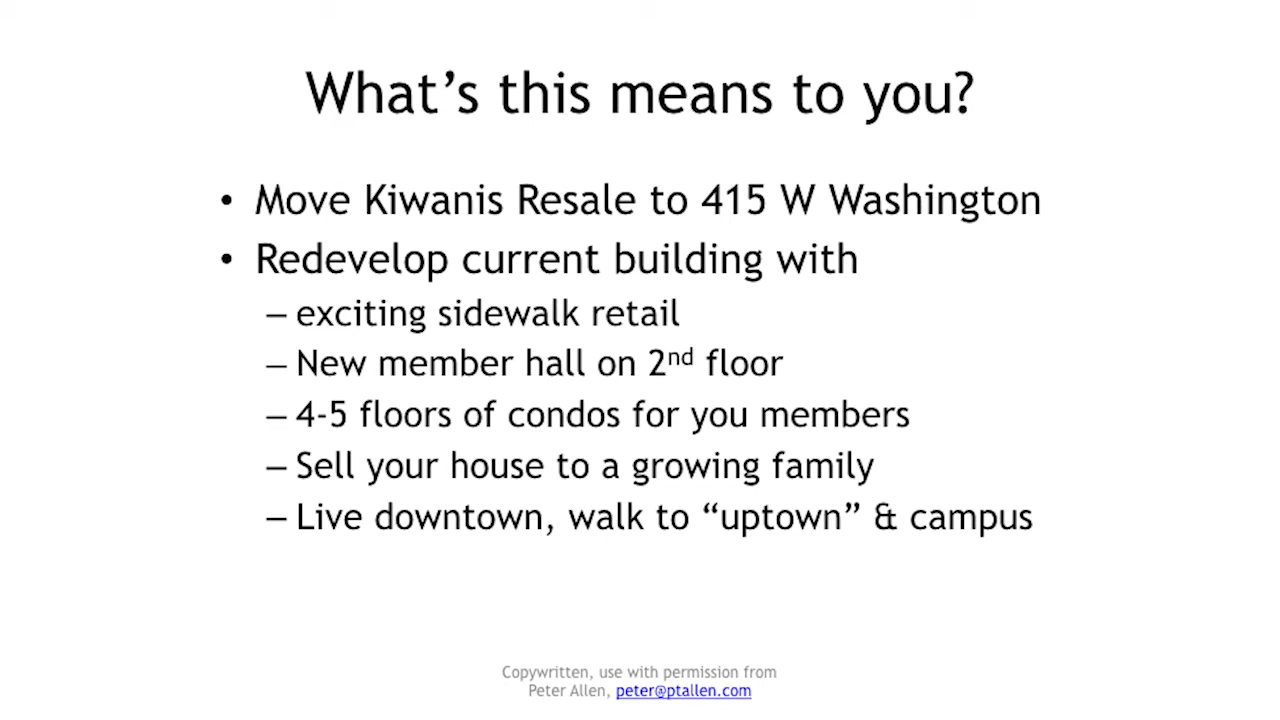 What’s this means to you?
• Move Kiwanis Resale to 415 W Washington
• Redevelop current building with
– exciting sidewalk retail
– New member hall on 2nd floor
– 4-5 floors of condos for you members
– Sell your house to a growing family
– Live downtown, walk to “uptown” & campus
Copywritten, use with permission from
Peter Allen, peter@ptallen.com